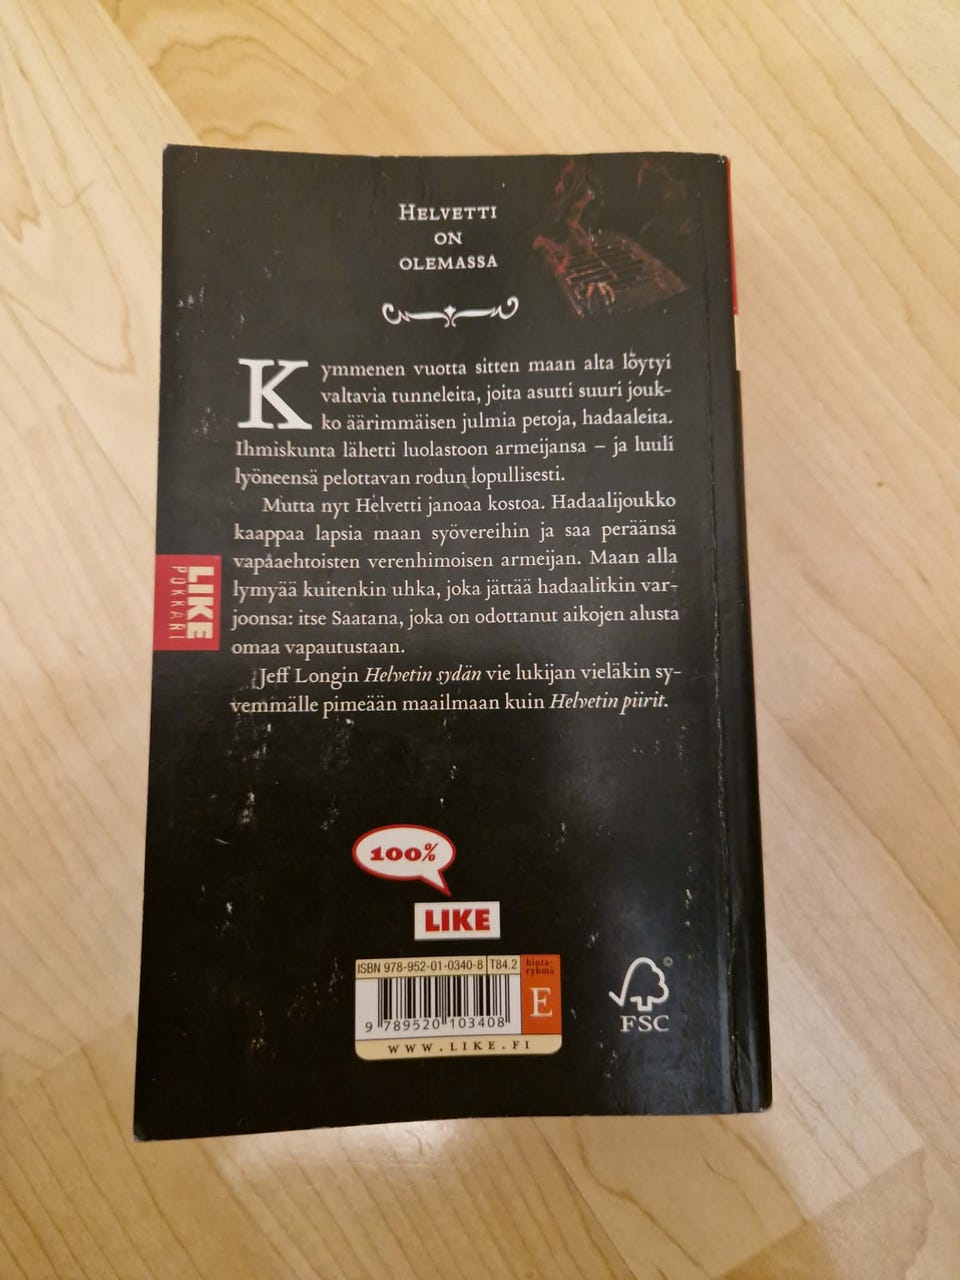 HELVETTI
ON
OLEMASSA
Kymmenen vuotta sitten maan alta löytyi
valtavia tunneleita, joita asutti suuri jouk-
ko äärimmäisen julmia petoja, hadaaleita.
Ihmiskunta lähetti luolastoon armeijansa – ja luuli
lyöneensä pelottavan rodun lopullisesti.
Mutta nyt Helvetti janoaa kostoa. Hadaalijoukko
kaappaa lapsia maan syövereihin ja saa peräänsä
vapaaehtoisten verenhimoisen armeijan. Maan alla
lymyää kuitenkin uhka, joka jättää hadaalitkin var-
joonsa: itse Saatana, joka on odottanut aikojen alusta
omaa vapautustaan.
Jeff Longin Helvetin sydän vie lukijan vieläkin sy-
vemmälle pimeään maailmaan kuin Helvetin piirit.
LIKE
POKKARI
100%
LIKE
ISBN 978-952-01-0340-8 T84.2
hinta-
ryhmä
E
9 789520 103408
WWW.LIKE.FI
©
FSC